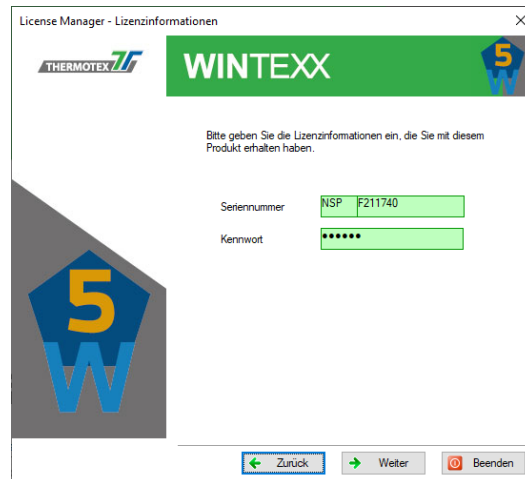 License Manager - Lizenzinformationen
THERMOTEX
WINTEXX
5
W
Bitte geben Sie die Lizenzinformationen ein, die Sie mit diesem
Produkt erhalten haben.
Seriennummer NSP F211740
Kennwort ••••••
5
W
Zurück Weiter Beenden